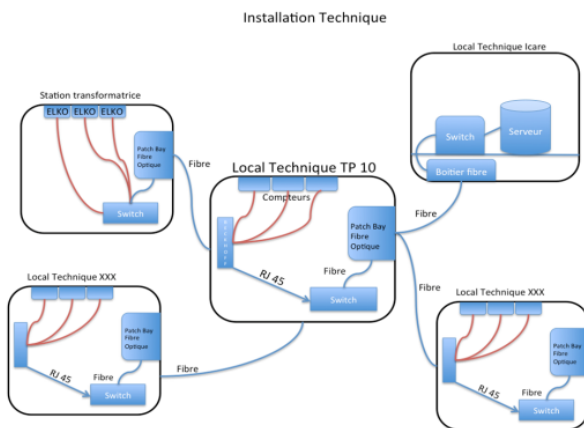 Installation Technique
Local Technique Icare
Station transformatrice
ELKO ELKO ELKO
Patch Bay
Fibre
Optique
Switch
Fibre
Switch
Serveur
Boitier fibre
Local Technique TP 10
Compteurs
Patch Bay
Fibre
Optique
RJ 45
Fibre
Switch
Fibre
Fibre
Local Technique XXX
Patch Bay
Fibre
Optique
RJ 45
Fibre
Switch
Fibre
Local Technique XXX
Patch Bay
Fibre
Optique
RJ 45
Fibre
Switch